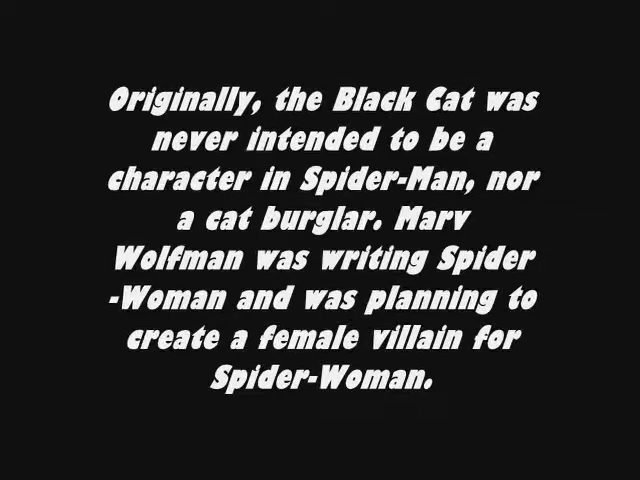 Originally, the Black Cat was
never intended to be a
character in Spider-Man, nor
a cat burglar. Marv
Wolfman was writing Spider
-Woman and was planning to
create a female villain for
Spider-Woman.